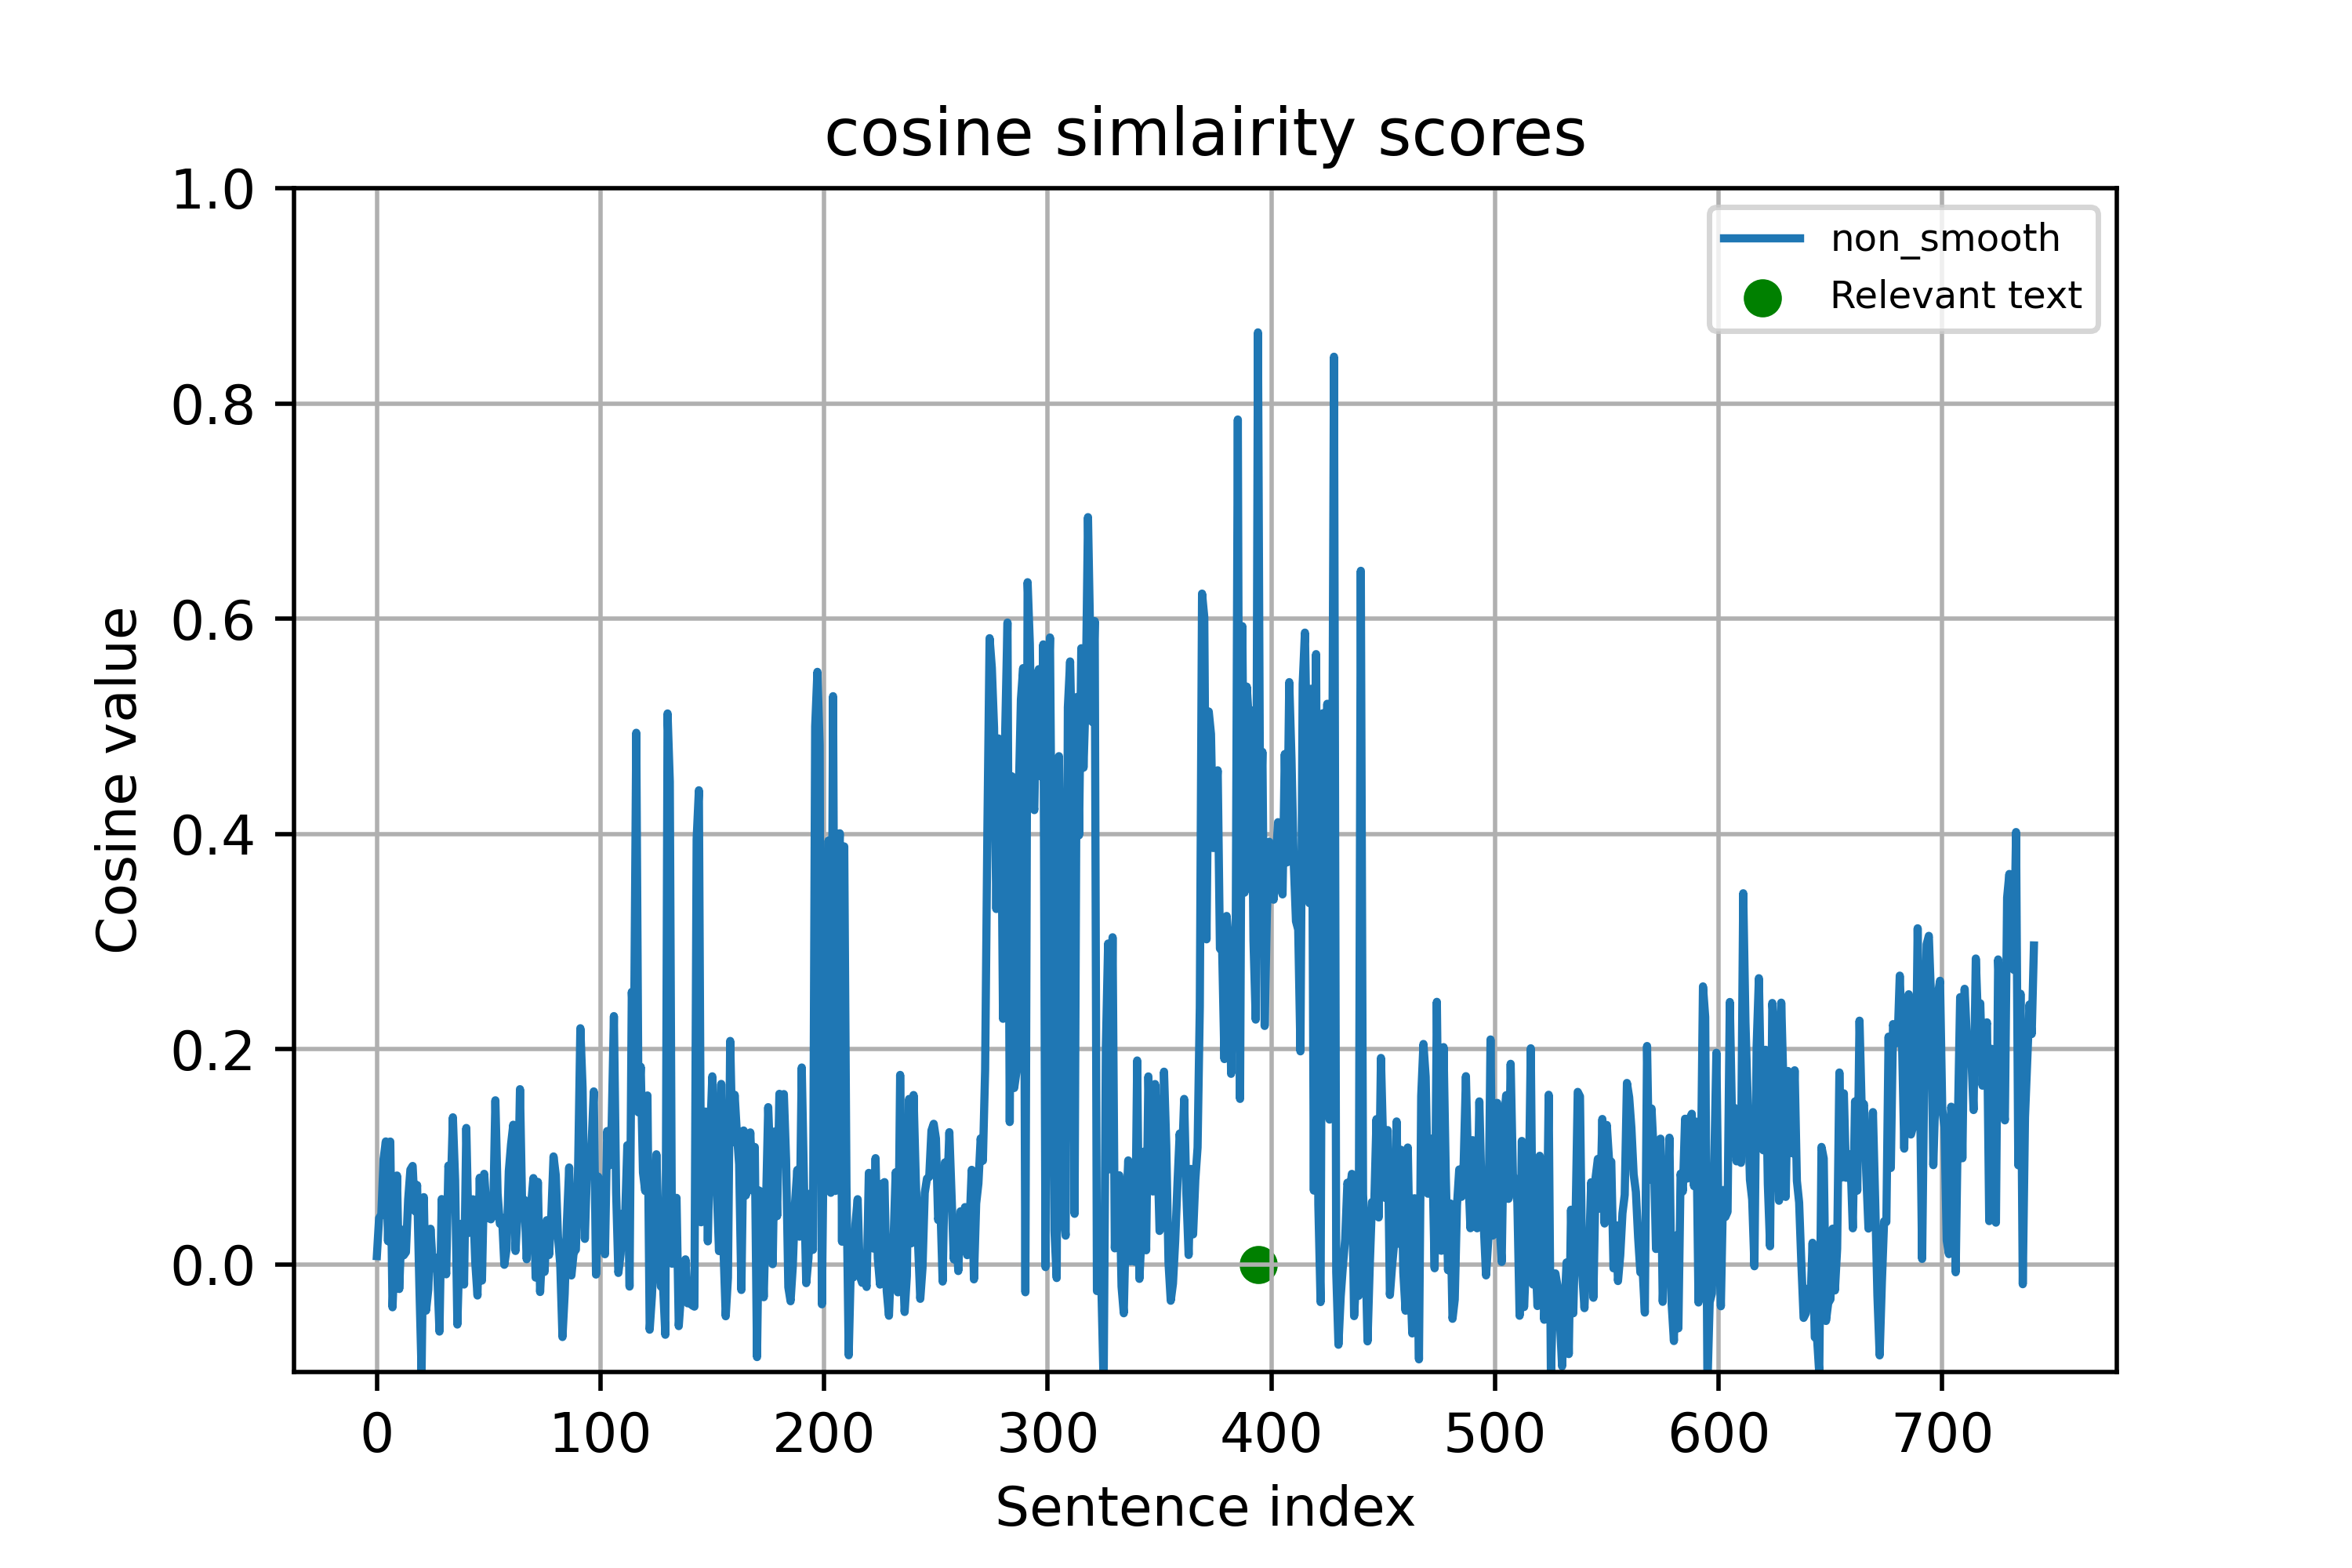 cosine simlairity scores
1.0
0.8
0.6
0.4
0.2
0.0
Cosine value
non_smooth
Relevant text
0 100 200 300 400 500 600 700
Sentence index